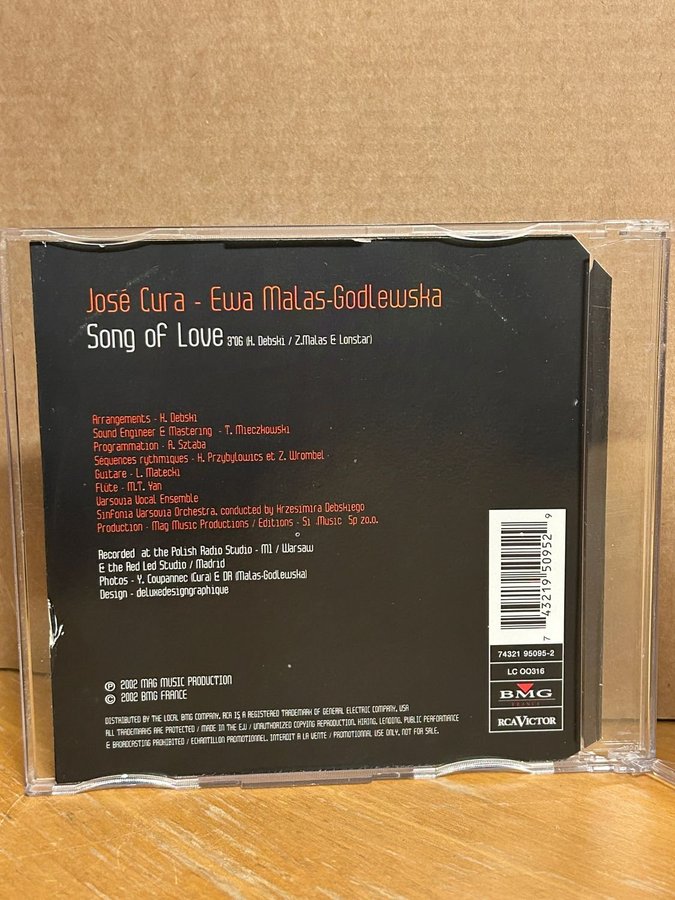 José Cura - Ewa Malas-Godlewska
Song of Love 3"06 (K. Debski / Z.Malas & Lonstar)
Arrangements - K. Debski
Sound Engineer & Mastering - T. Mieczkowski
Programmation - A. Sztaba
Séquences rythmiques - K. Przybylowics et Z. Wrombel
Guitare - L. Matecki
Flûte - M.T. Yan
Varsovia Vocal Ensemble
Sinfonia Varsovia Orchestra, conducted by Krzesimira Debskiego
Production - Mag Music Productions / Editions - Si .Music Sp zo.o.
Recorded at the Polish Radio Studio - M1 / Warsaw
& the Red Led Studio / Madrid
Photos - Y. Coupannec (Cura) & DR (Malas-Godlewska)
Design - deluxedesigngraphique
℗ 2002 MAG MUSIC PRODUCTION
© 2002 BMG FRANCE
DISTRIBUTED BY THE LOCAL BMG COMPANY. RCA IS A REGISTERED TRADEMARK OF GENERAL ELECTRIC COMPANY, USA
ALL TRADEMARKS ARE PROTECTED / MADE IN THE EU / UNAUTHORIZED COPYING REPRODUCTION, HIRING, LENDING, PUBLIC PERFORMANCE
& BROADCASTING PROHIBITED / ECHANTILLON PROMOTIONNEL. INTERDIT A LA VENTE / PROMOTIONAL USE ONLY. NOT FOR SALE.
7 43219 50952 9
74321 95095-2
LC 00316
BMG
FRANCE
RCA VICTOR